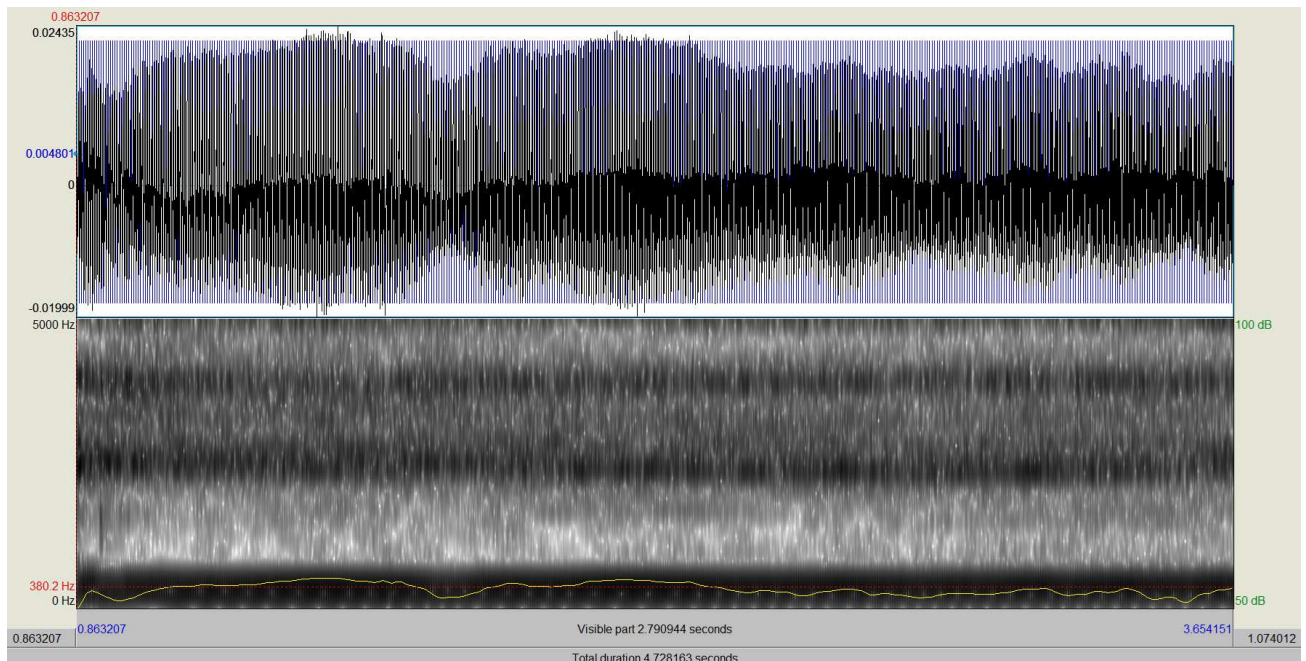 0.863207
0.02435
0.004801
0
-0.01999
5000 Hz 100 dB
380.2 Hz
0 Hz 50 dB
0.863207 0.863207 Visible part 2.790944 seconds 3.654151 1.074012
Total duration 4.728163 seconds